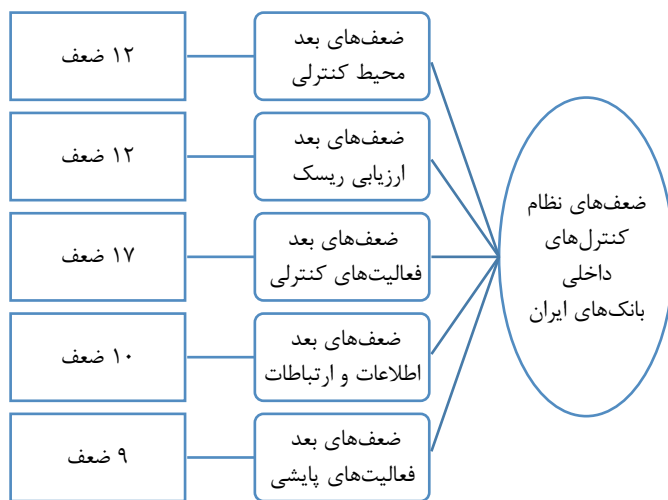 ضعف‌های نظام
کنترل‌های
داخلی
بانک‌های ایران
ضعف‌های بعد
محیط کنترلی
۱۲ ضعف
ضعف‌های بعد
ارزیابی ریسک
۱۲ ضعف
ضعف‌های بعد
فعالیت‌های کنترلی
۱۷ ضعف
ضعف‌های بعد
اطلاعات و ارتباطات
۱۰ ضعف
ضعف‌های بعد
فعالیت‌های پایشی
۹ ضعف